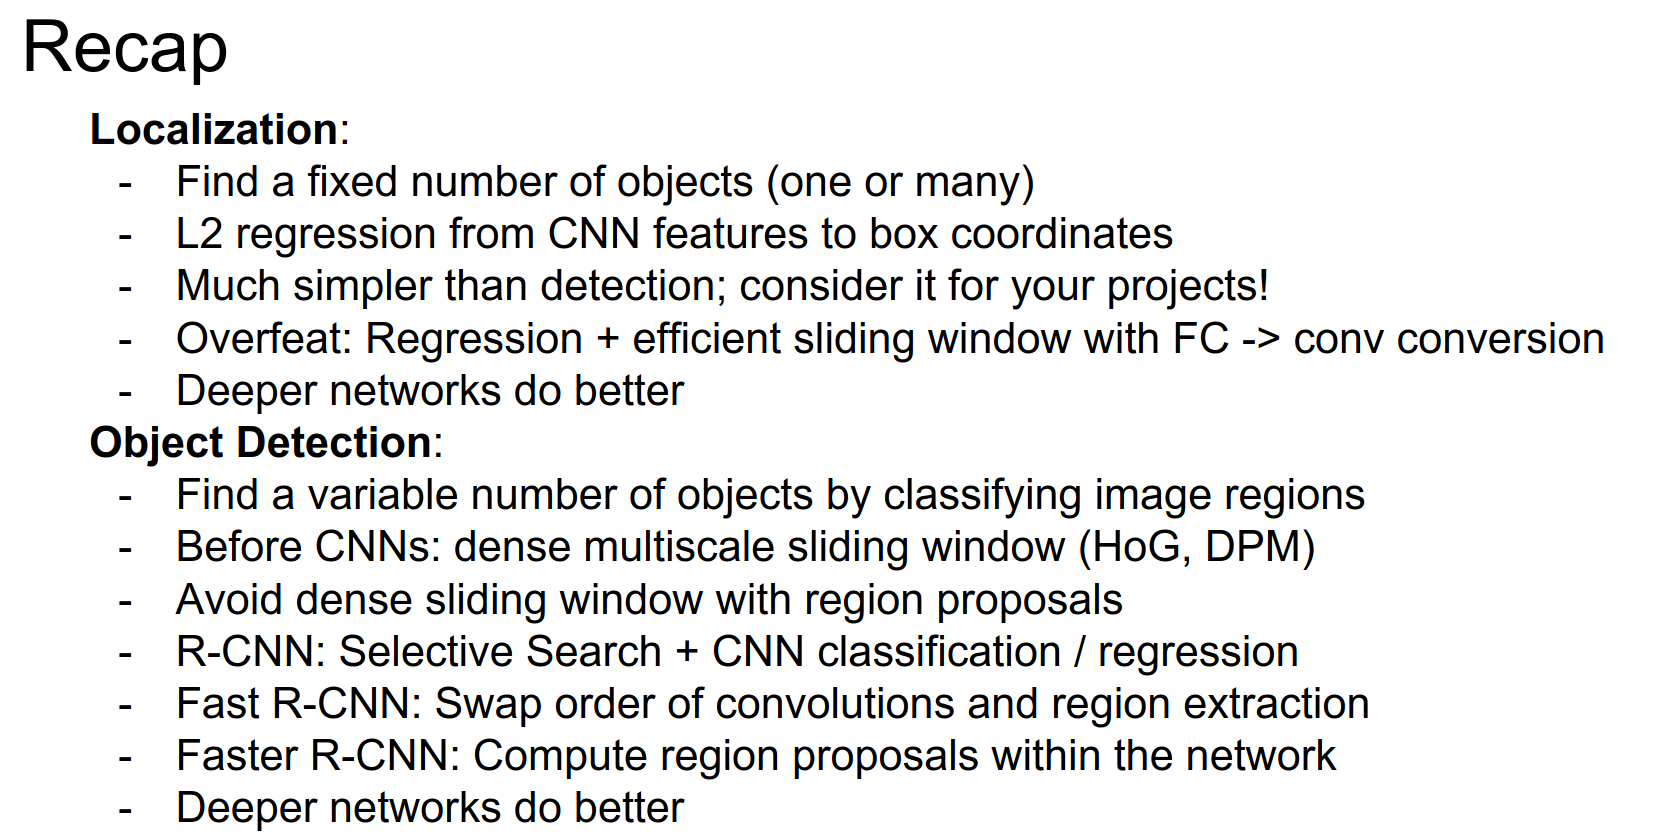 Recap
Localization:
- Find a fixed number of objects (one or many)
- L2 regression from CNN features to box coordinates
- Much simpler than detection; consider it for your projects!
- Overfeat: Regression + efficient sliding window with FC -> conv conversion
- Deeper networks do better
Object Detection:
- Find a variable number of objects by classifying image regions
- Before CNNs: dense multiscale sliding window (HoG, DPM)
- Avoid dense sliding window with region proposals
- R-CNN: Selective Search + CNN classification / regression
- Fast R-CNN: Swap order of convolutions and region extraction
- Faster R-CNN: Compute region proposals within the network
- Deeper networks do better